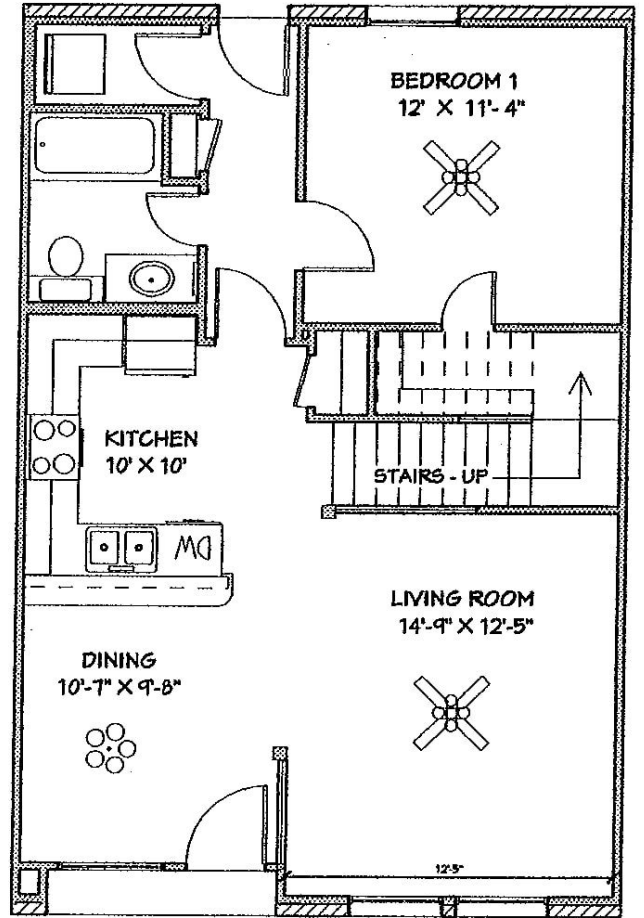 BEDROOM 1
12' X 11'- 4"
KITCHEN
10' X 10'
STAIRS - UP
DW
LIVING ROOM
14'-9" X 12'-5"
DINING
10'-7" X 9'-8"
12'-5"